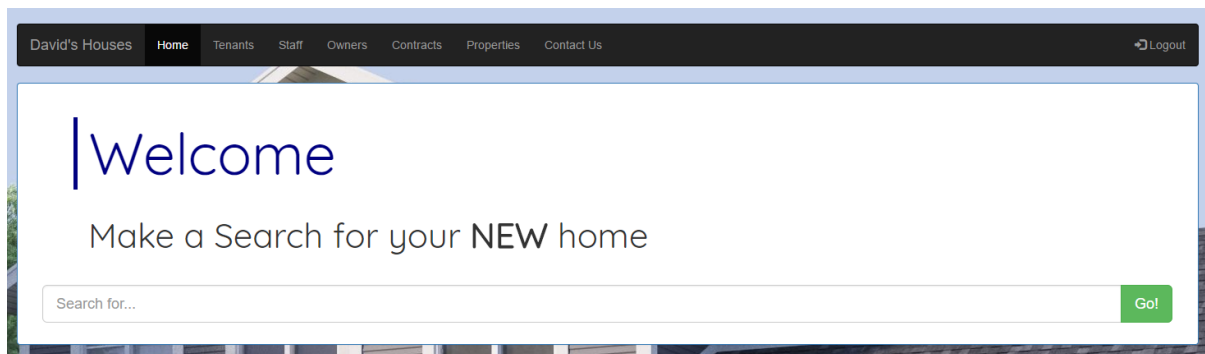 David's Houses Home Tenants Staff Owners Contracts Properties Contact Us Logout
Welcome
Make a Search for your NEW home
Search for... Go!